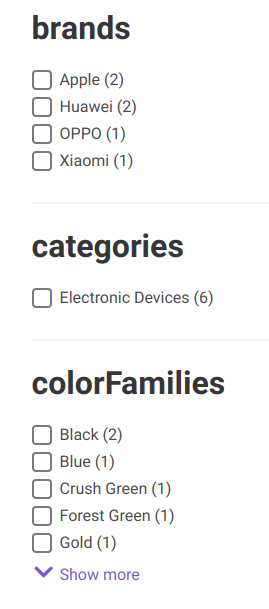 brands
Apple (2)
Huawei (2)
OPPO (1)
Xiaomi (1)
categories
Electronic Devices (6)
colorFamilies
Black (2)
Blue (1)
Crush Green (1)
Forest Green (1)
Gold (1)
Show more